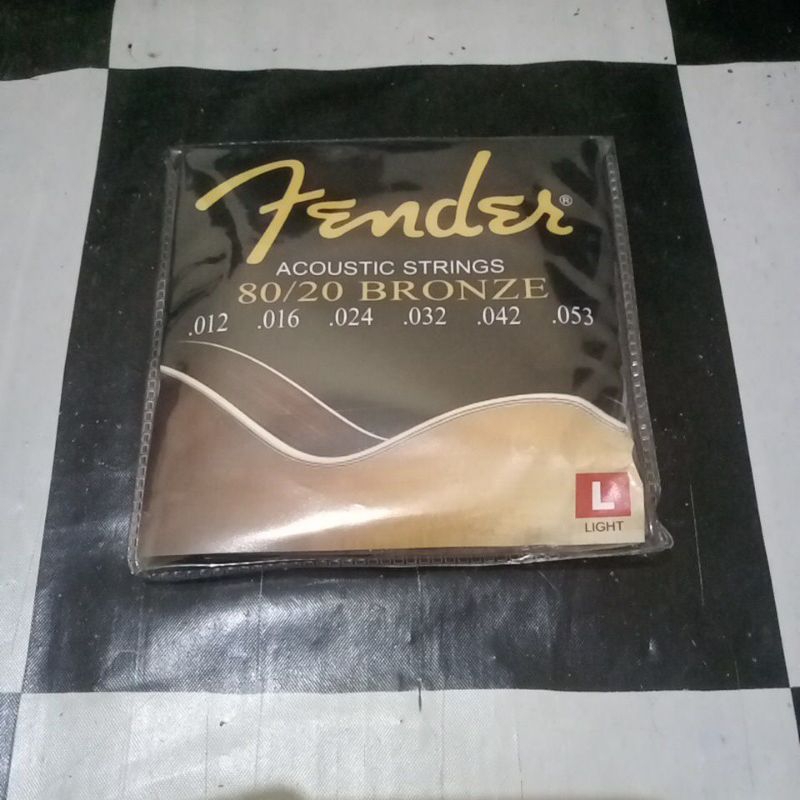 Fender®
ACOUSTIC STRINGS
80/20 BRONZE
.012 .016 .024 .032 .042 .053
L
LIGHT